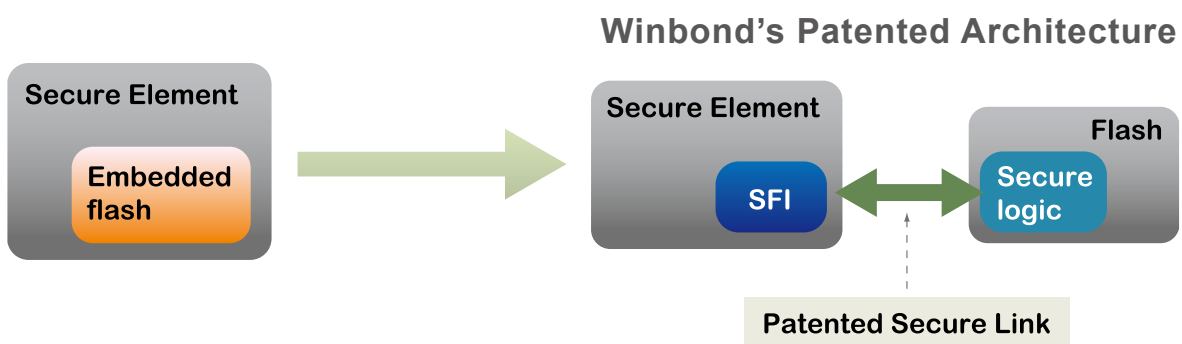 Winbond’s Patented Architecture
Secure Element
Embedded
flash
Secure Element
SFI
Flash
Secure
logic
Patented Secure Link